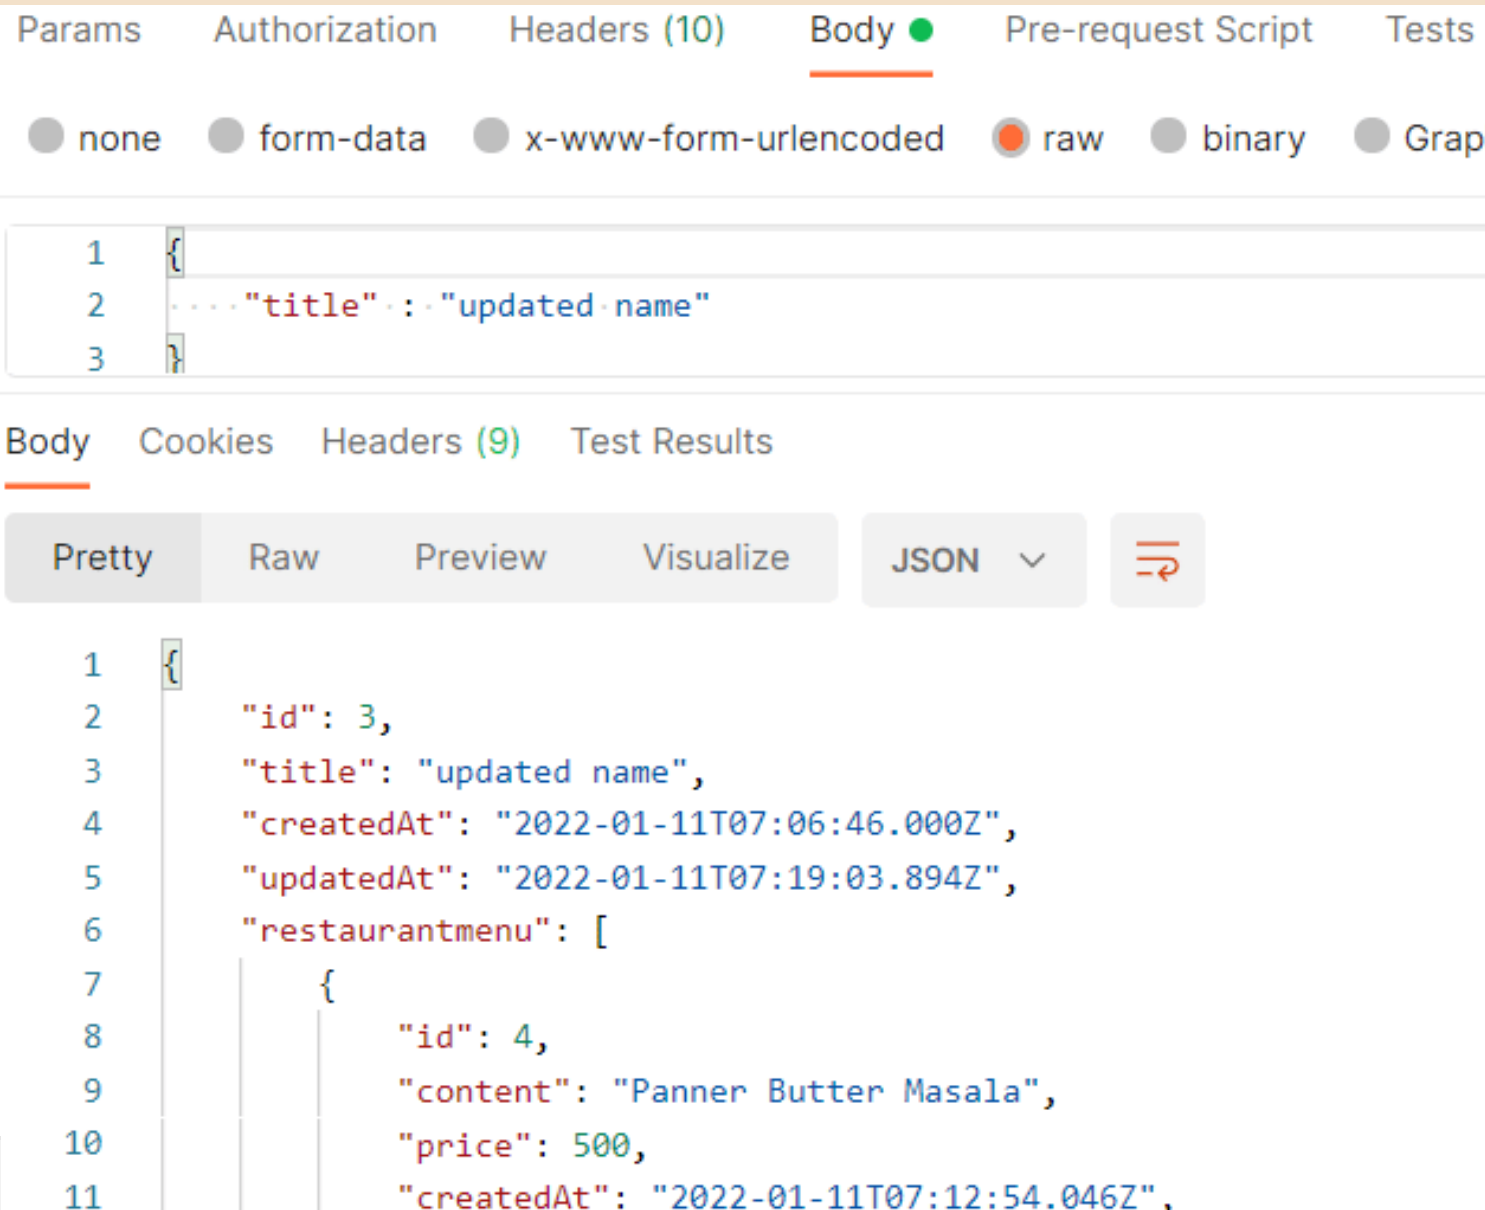 Params Authorization Headers (10) Body Pre-request Script Tests
none form-data x-www-form-urlencoded raw binary Grap
1 {
2 "title" : "updated name"
3 }
Body Cookies Headers (9) Test Results
Pretty Raw Preview Visualize JSON
1 {
2 "id": 3,
3 "title": "updated name",
4 "createdAt": "2022-01-11T07:06:46.000Z",
5 "updatedAt": "2022-01-11T07:19:03.894Z",
6 "restaurantmenu": [
7 {
8 "id": 4,
9 "content": "Panner Butter Masala",
10 "price": 500,
11 "createdAt": "2022-01-11T07:12:54.046Z",